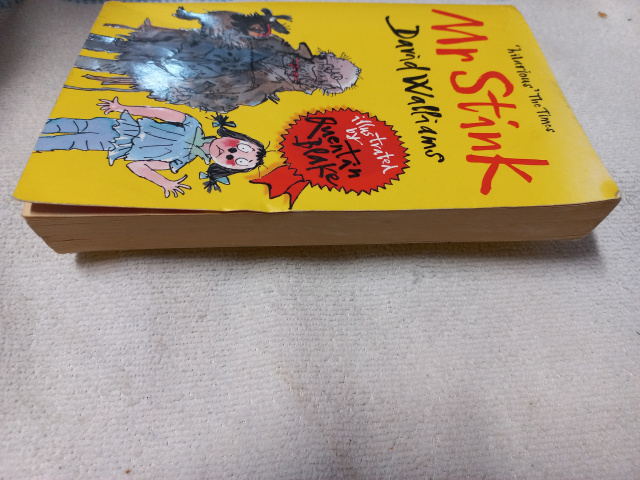 'hilarious' The Times
Mr Stink
David Walliams
illustrated
by
Quentin
Blake